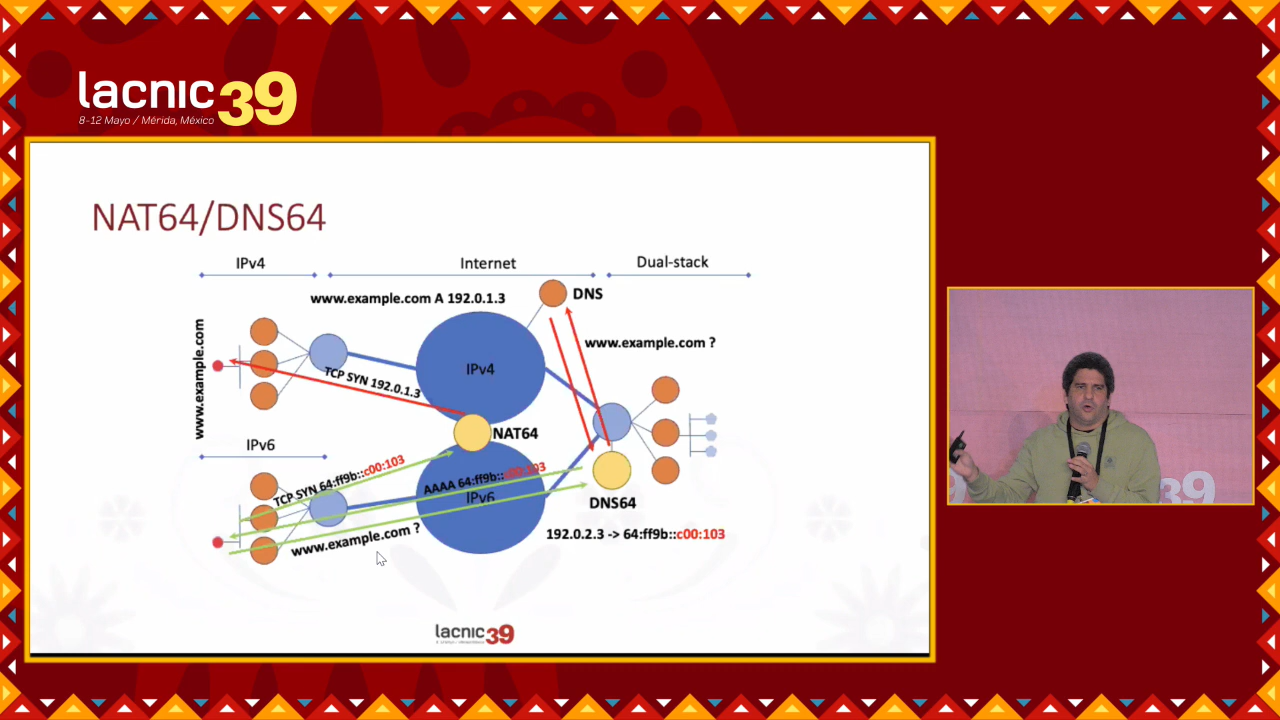 lacnic39
8-12 Mayo / Mérida, México
NAT64/DNS64
IPv4
Internet
Dual-stack
www.example.com A 192.0.1.3
DNS
www.example.com ?
www.example.com
IPv4
TCP SYN 192.0.1.3
NAT64
IPv6
TCP SYN 64:ff9b::c00:103
AAAA 64:ff9b::c00:103
IPv6
DNS64
www.example.com ?
192.0.2.3 -> 64:ff9b::c00:103
lacnic39
39